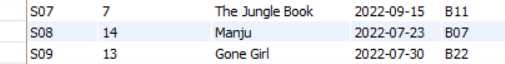 S07 7 The Jungle Book 2022-09-15 B11
S08 14 Manju 2022-07-23 B07
S09 13 Gone Girl 2022-07-30 B22